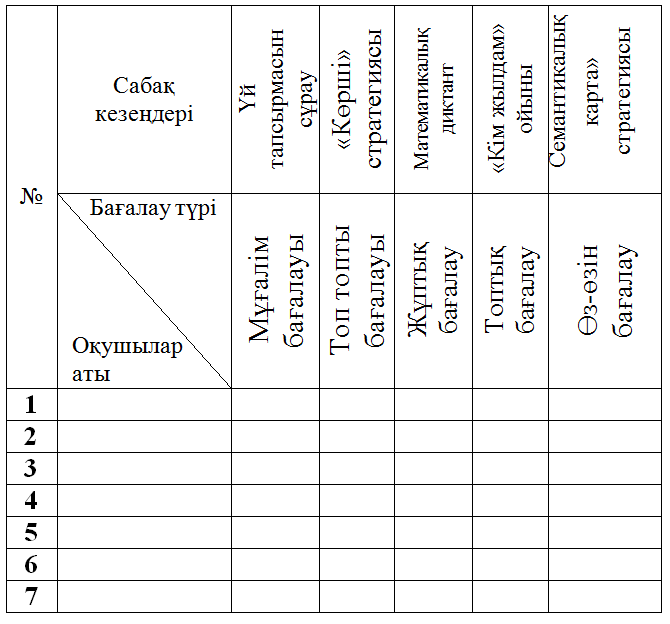 №
Сабақ
кезеңдері
Үй
тапсырмасын
сұрау
«Көрші»
стратегиясы
Математикалық
диктант
«Кім жылдам»
ойыны
Семантикалық
карта»
стратегиясы
Бағалау түрі
Оқушылар
аты
Мұғалім
бағалауы
Топ топты
бағалауы
Жұптық
бағалау
Топтық
бағалау
Өз-өзін
бағалау
1
2
3
4
5
6
7